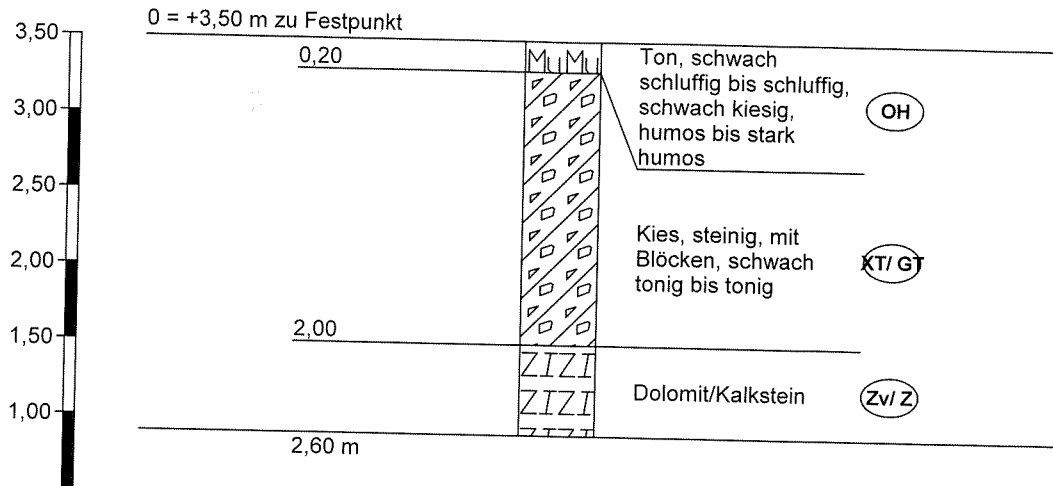 0 = +3,50 m zu Festpunkt
3,50
3,00
2,50
2,00
1,50
1,00
0,20
Mu Mu
Ton, schwach
schluffig bis schluffig,
schwach kiesig,
humos bis stark
humos
OH
Kies, steinig, mit
Blöcken, schwach
tonig bis tonig
XT/ GT
2,00
ZIZI
ZIZI
ZIZI
Dolomit/Kalkstein
Zv/ Z
2,60 m